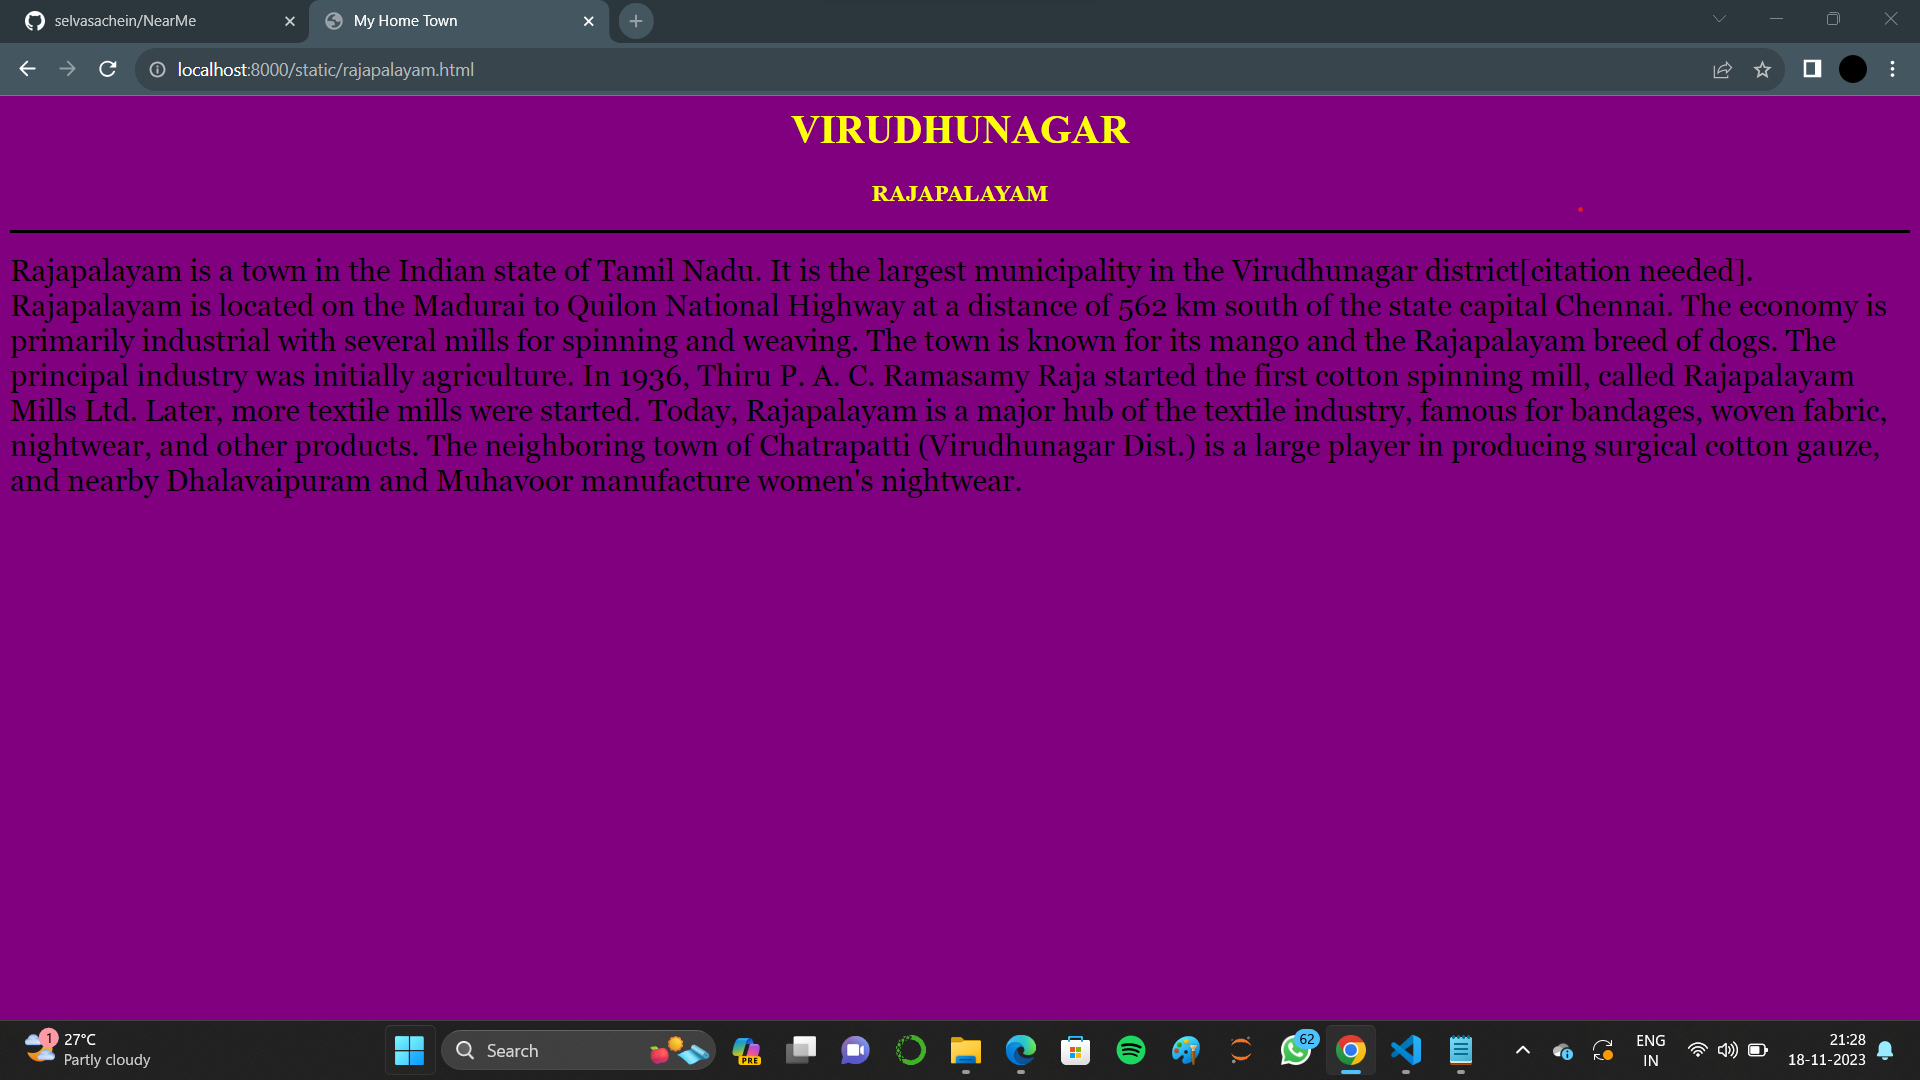 selvasachein/NearMe
My Home Town
localhost:8000/static/rajapalayam.html
VIRUDHUNAGAR
RAJAPALAYAM
Rajapalayam is a town in the Indian state of Tamil Nadu. It is the largest municipality in the Virudhunagar district[citation needed].
Rajapalayam is located on the Madurai to Quilon National Highway at a distance of 562 km south of the state capital Chennai. The economy is
primarily industrial with several mills for spinning and weaving. The town is known for its mango and the Rajapalayam breed of dogs. The
principal industry was initially agriculture. In 1936, Thiru P. A. C. Ramasamy Raja started the first cotton spinning mill, called Rajapalayam
Mills Ltd. Later, more textile mills were started. Today, Rajapalayam is a major hub of the textile industry, famous for bandages, woven fabric,
nightwear, and other products. The neighboring town of Chatrapatti (Virudhunagar Dist.) is a large player in producing surgical cotton gauze,
and nearby Dhalavaipuram and Muhavoor manufacture women's nightwear.
1
27°C
Partly cloudy
Search
PRE
62
ENG
IN
21:28
18-11-2023